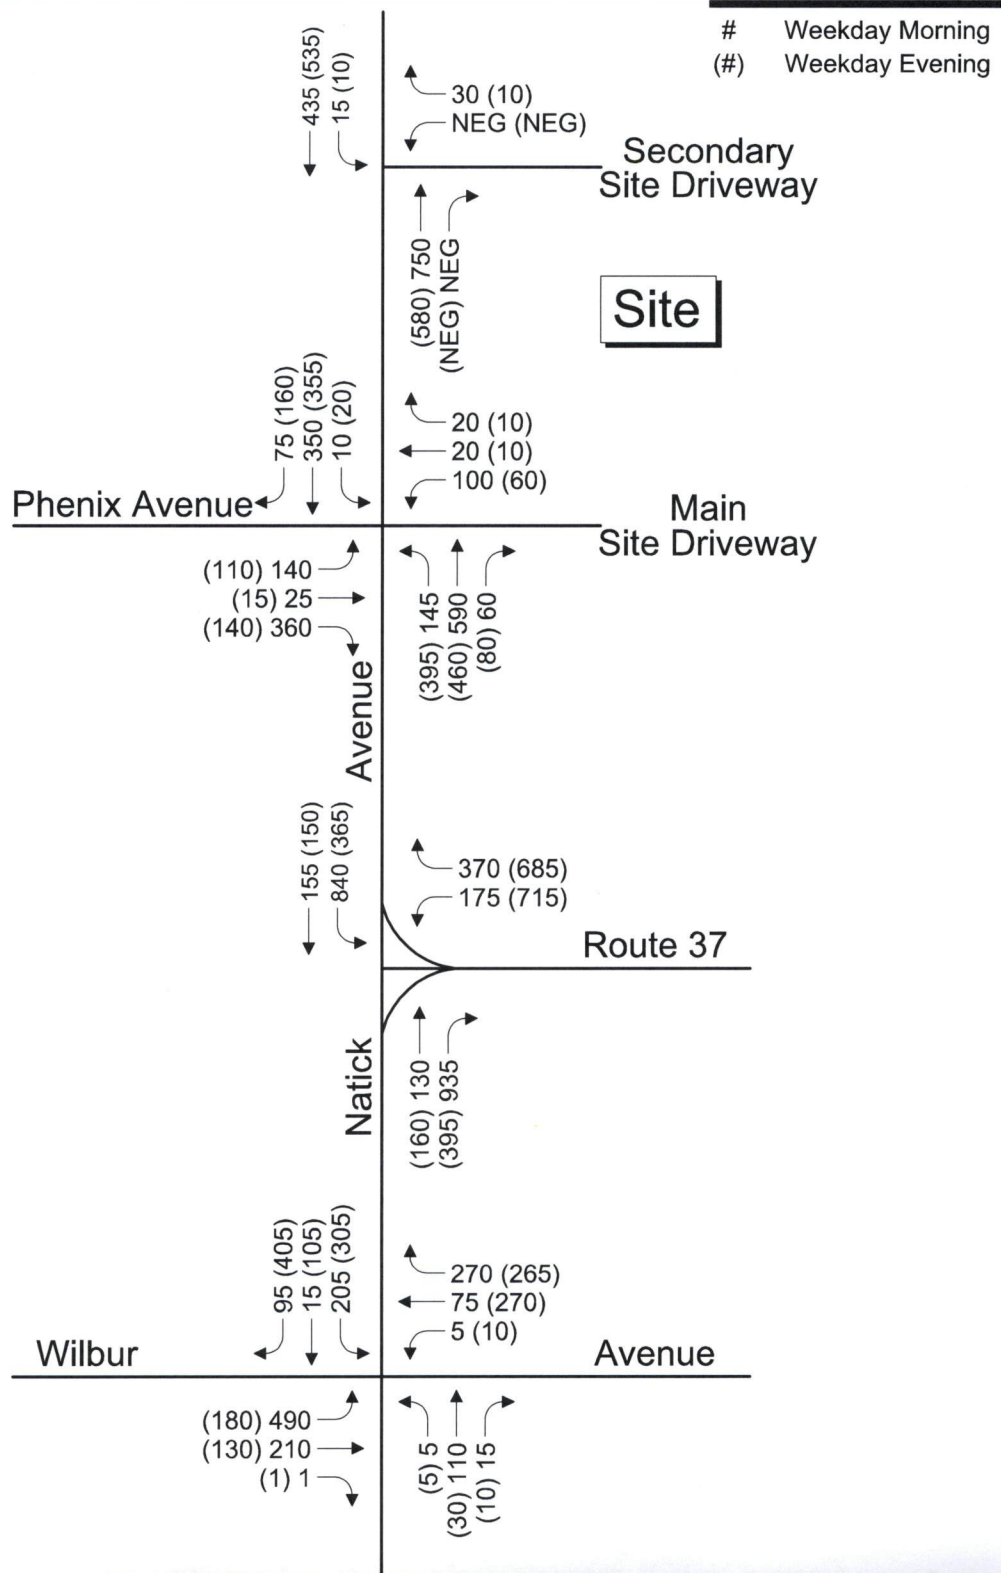 # Weekday Morning
(#) Weekday Evening
435 (535)
15 (10)
30 (10)
NEG (NEG)
Secondary
Site Driveway
(580) 750
(NEG) NEG
Site
75 (160)
350 (355)
10 (20)
20 (10)
20 (10)
100 (60)
Phenix Avenue
Main
Site Driveway
(110) 140
(15) 25
(140) 360
(395) 145
(460) 590
(80) 60
Avenue
155 (150)
840 (365)
370 (685)
175 (715)
Route 37
Natick
(160) 130
(395) 935
95 (405)
15 (105)
205 (305)
270 (265)
75 (270)
5 (10)
Wilbur
Avenue
(180) 490
(130) 210
(1) 1
(5) 5
(30) 110
(10) 15